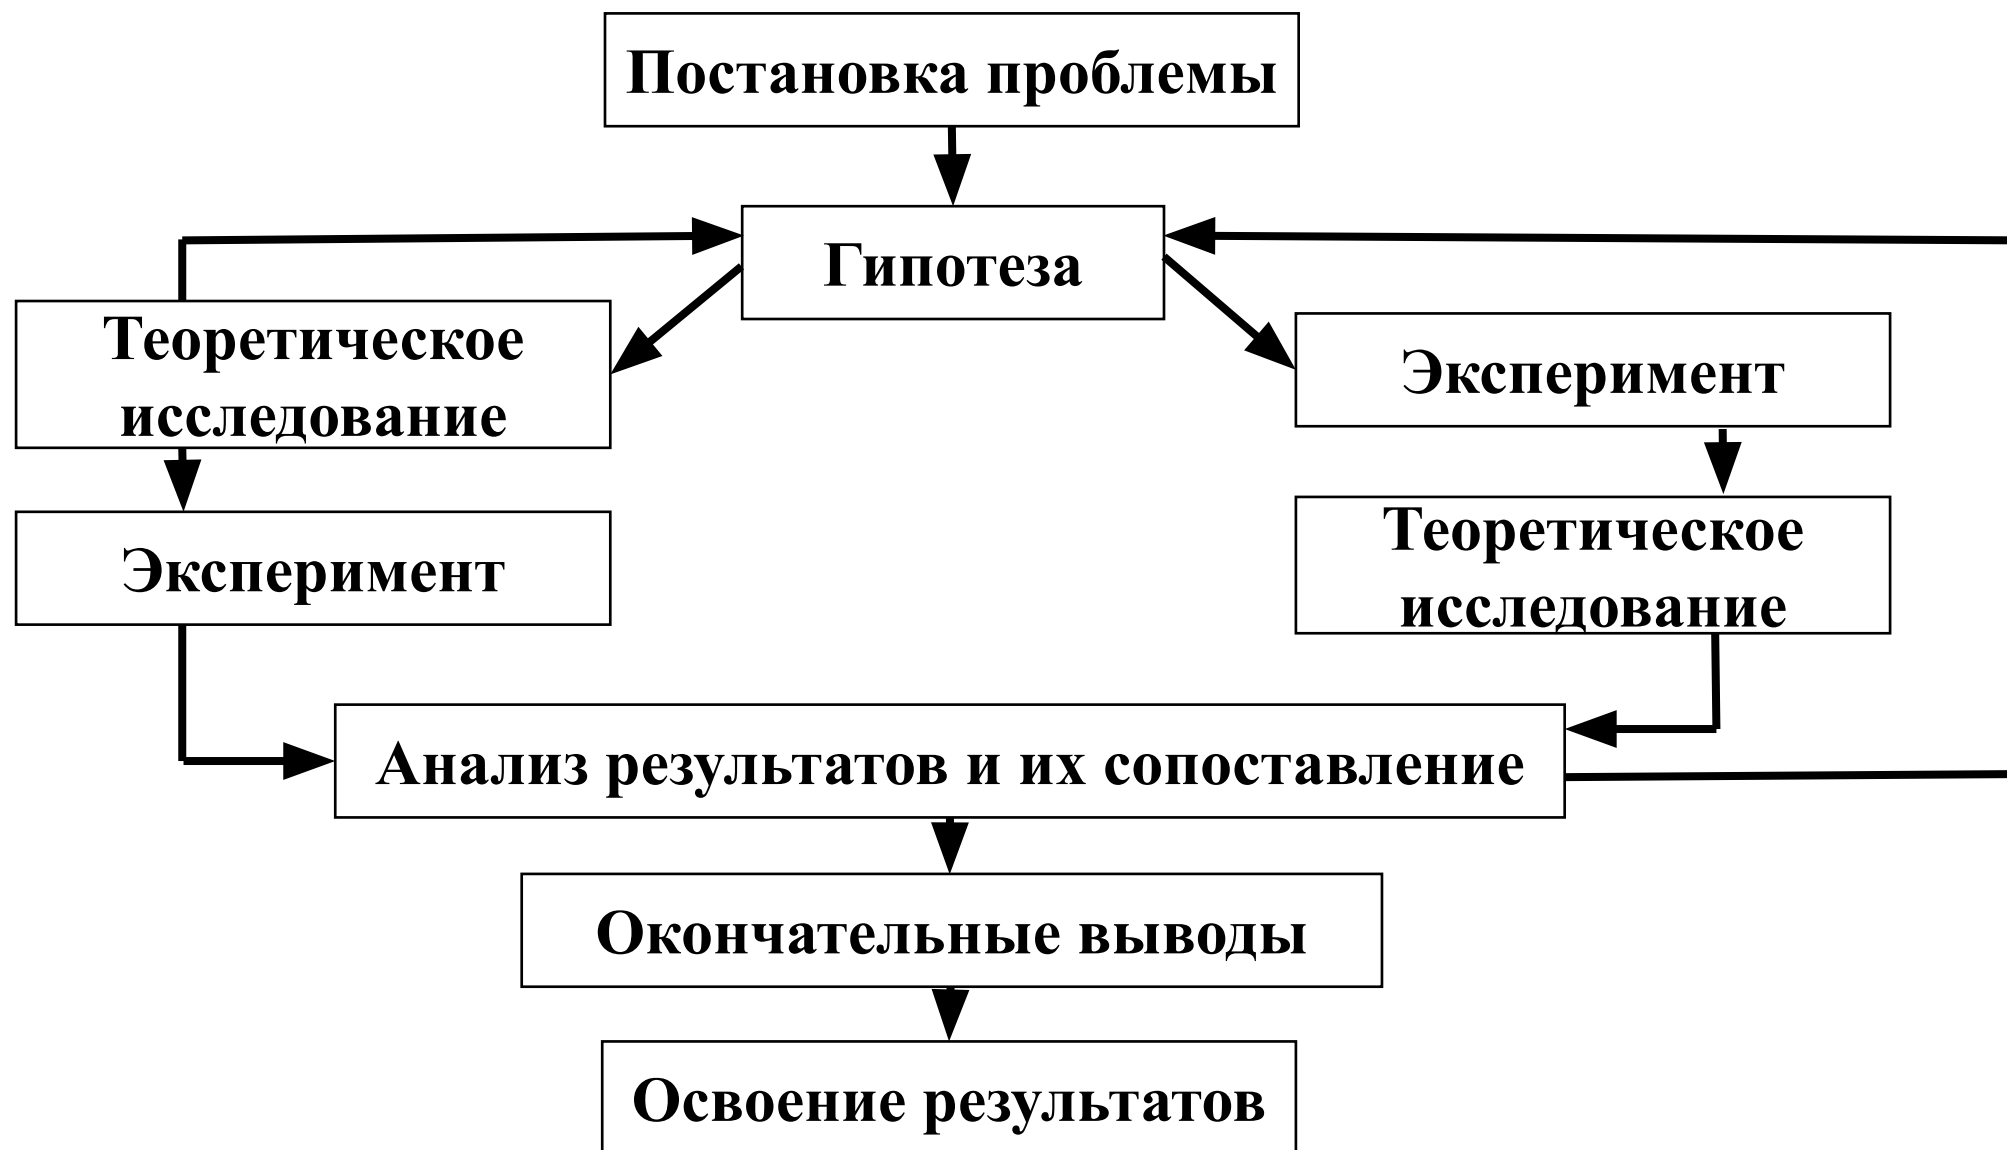 Постановка проблемы
Гипотеза
Теоретическое
исследование
Эксперимент
Эксперимент
Теоретическое
исследование
Анализ результатов и их сопоставление
Окончательные выводы
Освоение результатов